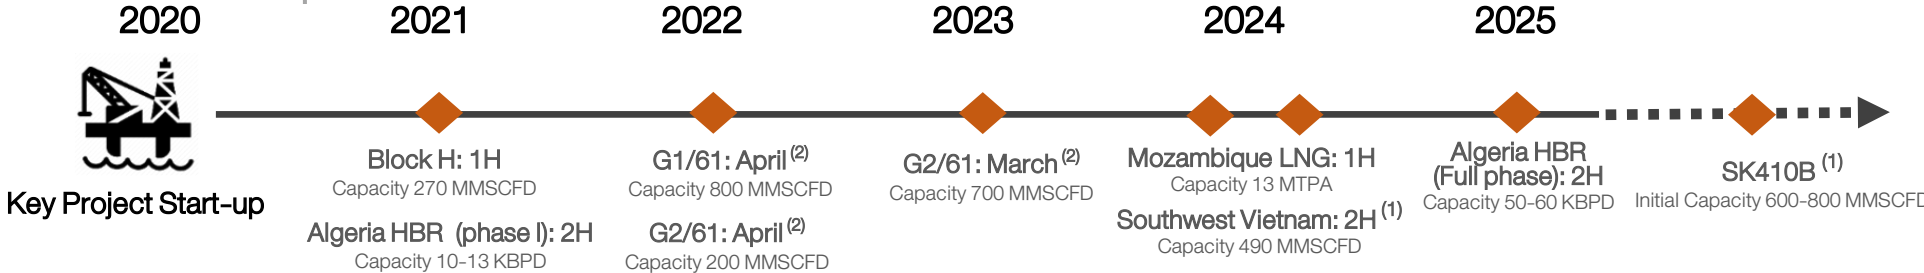 2020 2021 2022 2023 2024 2025
Key Project Start-up
Block H: 1H
Capacity 270 MMSCFD
Algeria HBR (phase I): 2H
Capacity 10-13 KBPD
G1/61: April (2)
Capacity 800 MMSCFD
G2/61: April (2)
Capacity 200 MMSCFD
G2/61: March (2)
Capacity 700 MMSCFD
Mozambique LNG: 1H
Capacity 13 MTPA
Southwest Vietnam: 2H (1)
Capacity 490 MMSCFD
Algeria HBR
(Full phase): 2H
Capacity 50-60 KBPD
SK410B (1)
Initial Capacity 600-800 MMSCFD